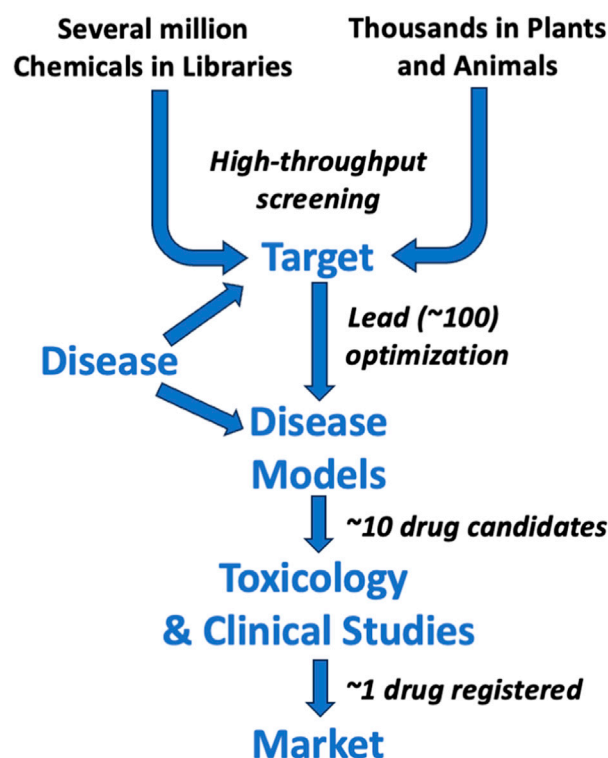 Several million
Chemicals in Libraries
Thousands in Plants
and Animals
High-throughput
screening
Target
Lead (~100)
optimization
Disease
Disease
Models
~10 drug candidates
Toxicology
& Clinical Studies
~1 drug registered
Market